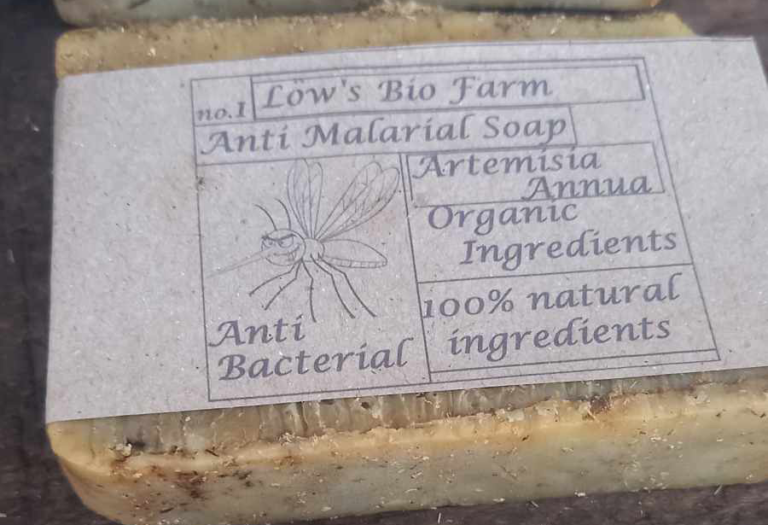 no.1 Löw's Bio Farm
Anti Malarial Soap
Artemisia
Annua
Organic
Ingredients
100% natural
ingredients
Anti
Bacterial